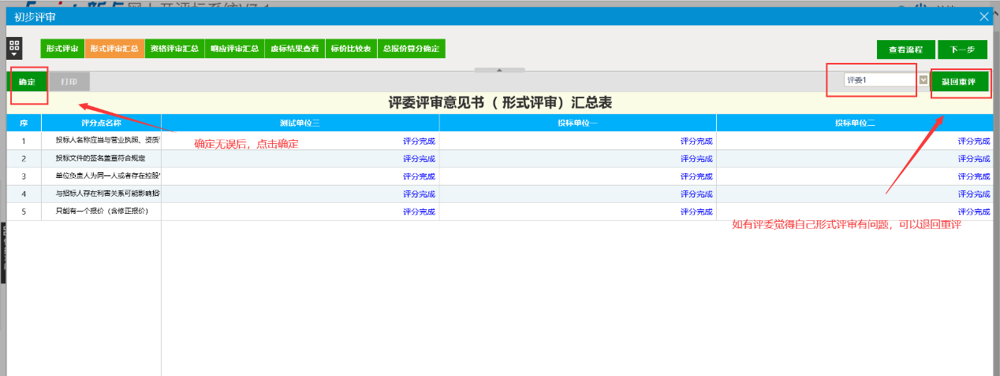 初步评审
形式评审 形式评审汇总 资格评审汇总 响应评审汇总 废标结果查看 标价比较表 总报价算分确定 查看流程 下一步
确定 打印 评委1 退回重评
评委评审意见书（ 形式评审）汇总表
序 评分点名称 测试单位三 投标单位一 投标单位二
1 投标人名称应当与营业执照、资质 评分完成 评分完成 评分完成
确定无误后，点击确定
2 投标文件的签名盖章符合规定 评分完成 评分完成 评分完成
3 单位负责人为同一人或者存在控股 评分完成 评分完成 评分完成
4 与招标人存在利害关系可能影响招 评分完成 评分完成 评分完成
5 只能有一个报价（含修正报价） 评分完成 评分完成 评分完成
如有评委觉得自己形式评审有问题，可以退回重评